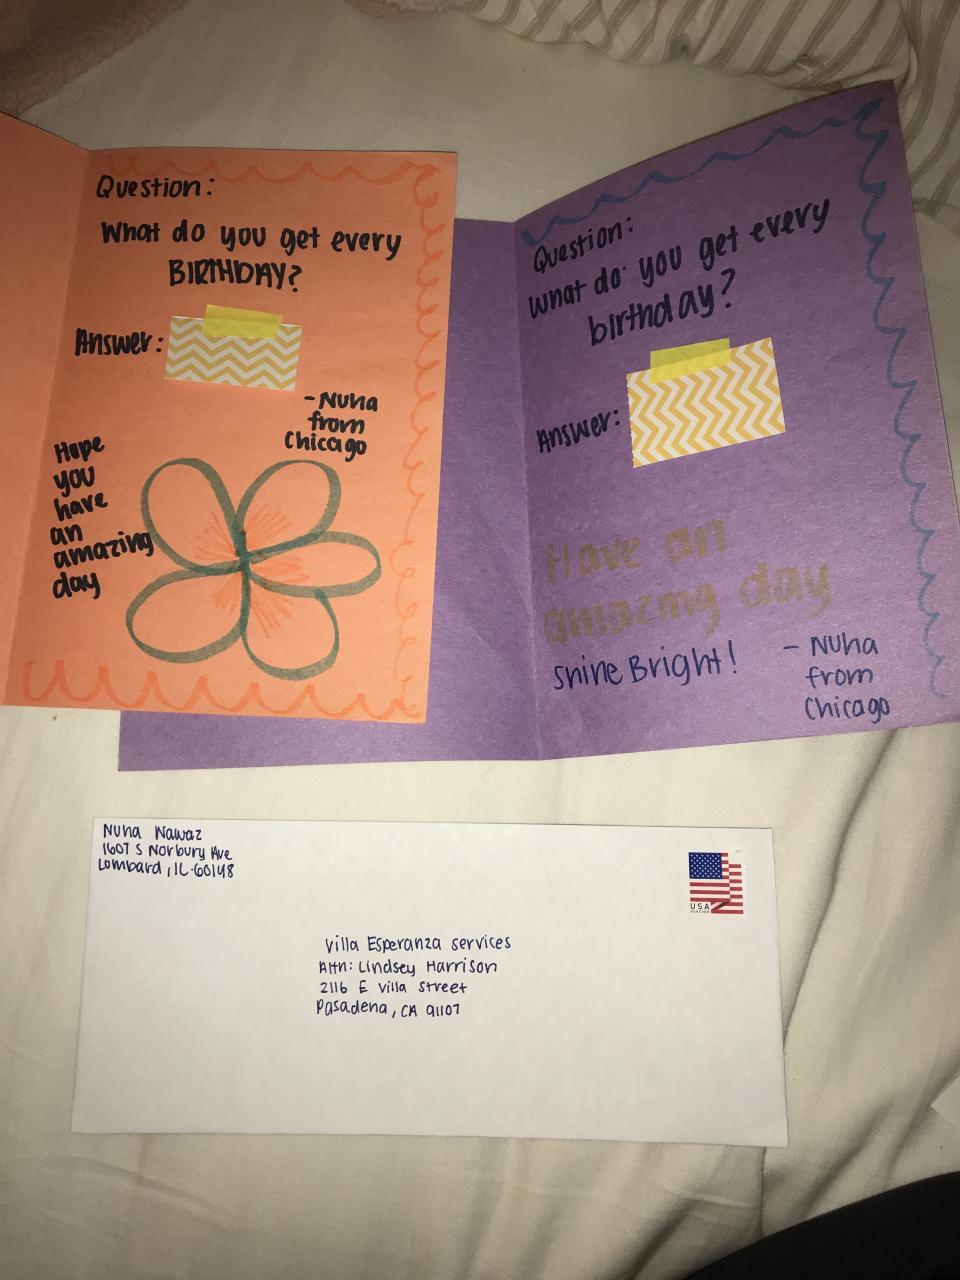 Question:
What do you get every
BIRTHDAY?
Answer:
- Nuha
from
Chicago
Hope
you
have
an
amazing
day
Question:
What do you get every
birthday?
Answer:
Have an
amazing day
Shine Bright!
- Nuha
from
Chicago
Nuha Nawaz
1607 S Norbury Ave
Lombard, IL-60148
USA
FOREVER
Villa Esperanza services
Attn: Lindsey Harrison
2116 E Villa Street
Pasadena, CA 91107